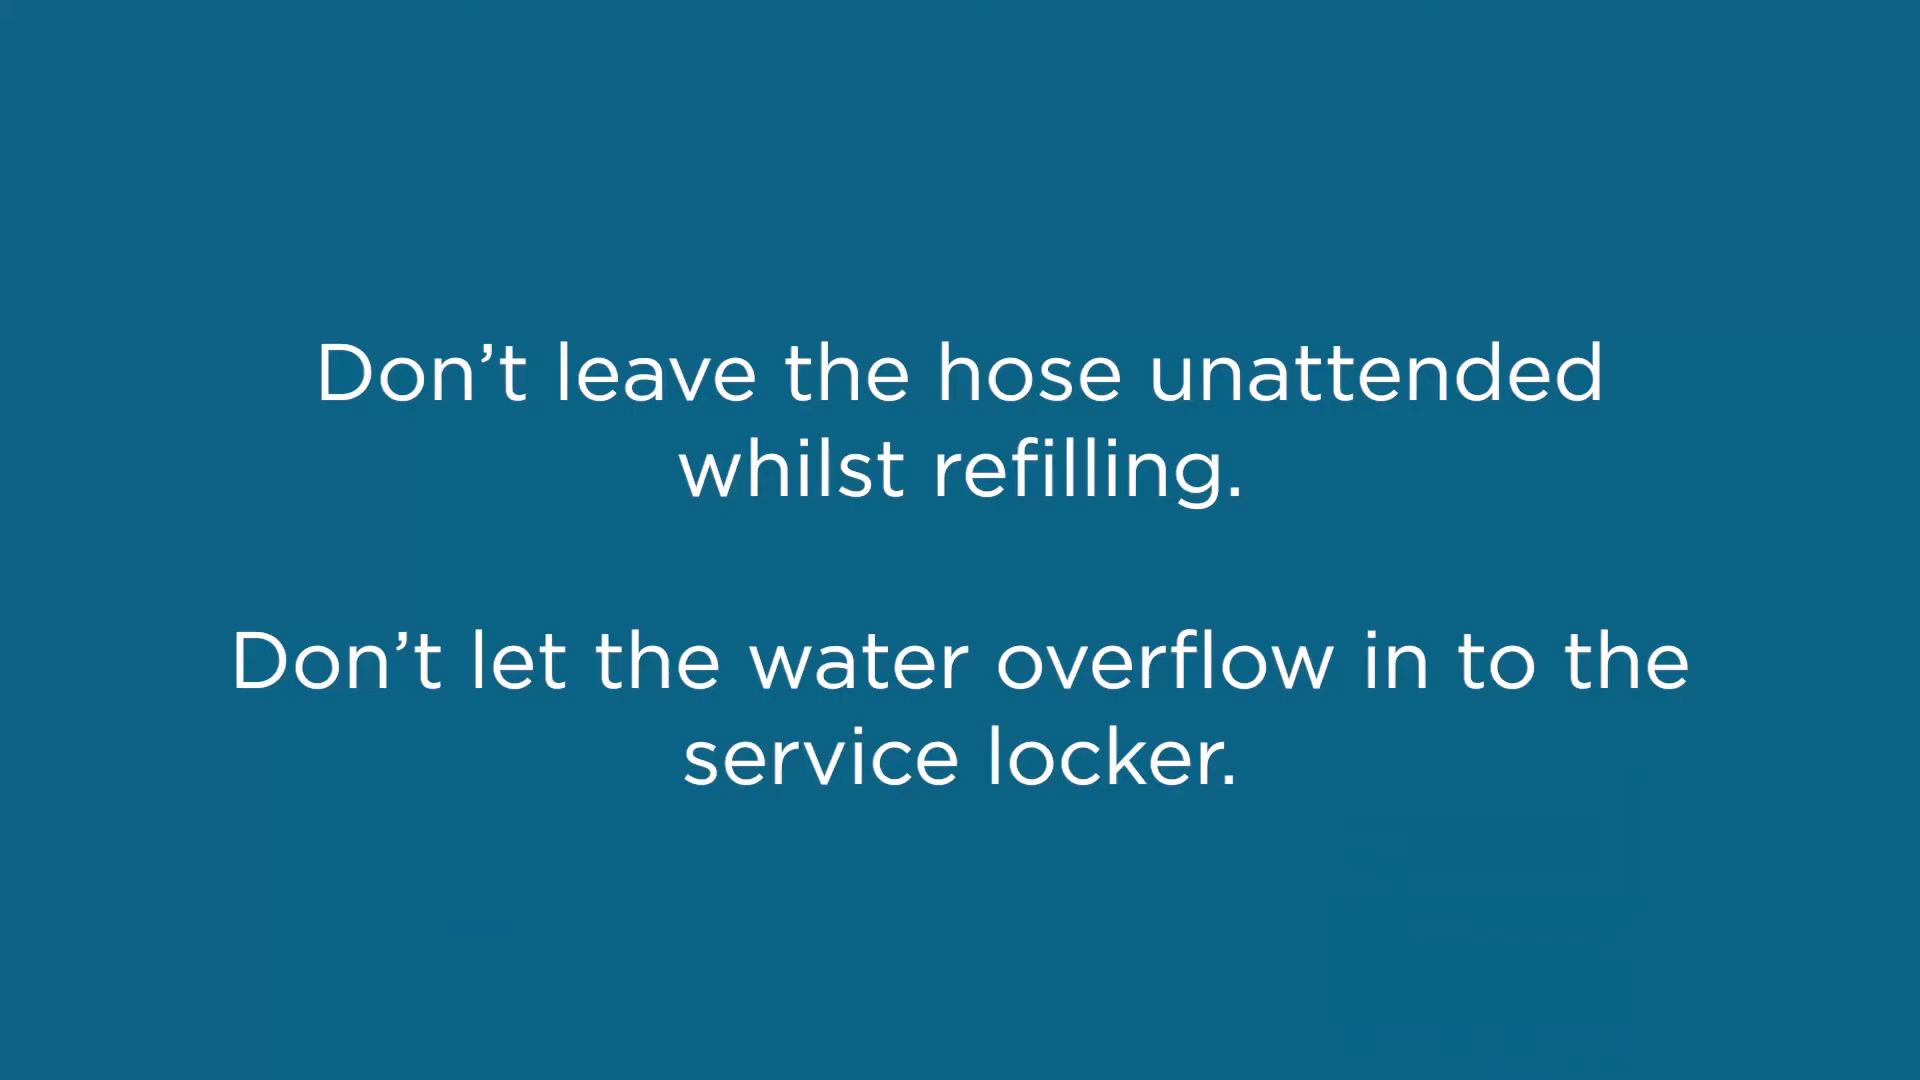 Don’t leave the hose unattended
whilst refilling.
Don’t let the water overflow in to the
service locker.